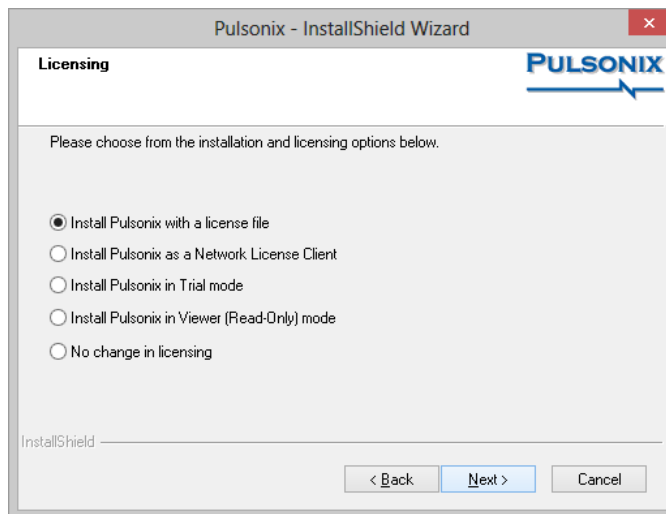 Pulsonix - InstallShield Wizard
Licensing
PULSONIX
Please choose from the installation and licensing options below.
Install Pulsonix with a license file
Install Pulsonix as a Network License Client
Install Pulsonix in Trial mode
Install Pulsonix in Viewer (Read-Only) mode
No change in licensing
InstallShield
< Back
Next >
Cancel